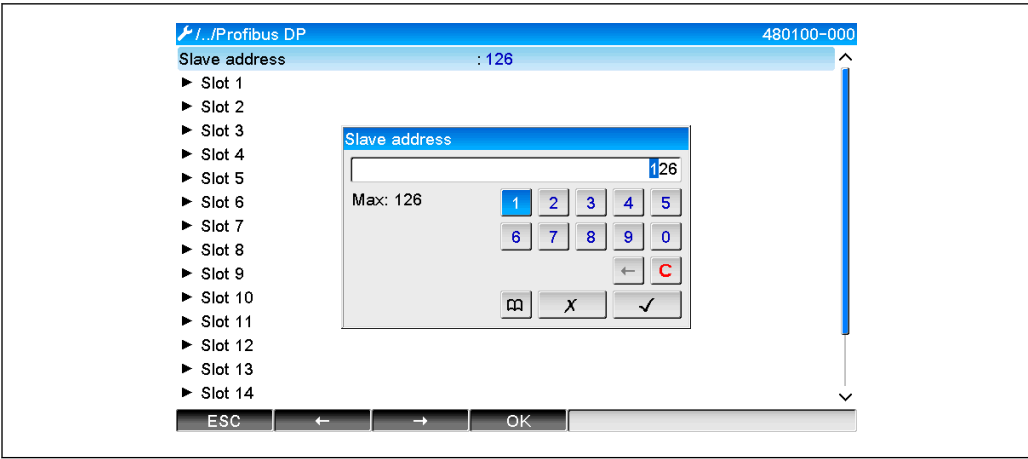 /../Profibus DP 480100-000
Slave address : 126
► Slot 1
► Slot 2
► Slot 3
► Slot 4
► Slot 5
► Slot 6
► Slot 7
► Slot 8
► Slot 9
► Slot 10
► Slot 11
► Slot 12
► Slot 13
► Slot 14
Slave address
126
Max: 126
1 2 3 4 5
6 7 8 9 0
← C
X ✓
ESC ← → OK